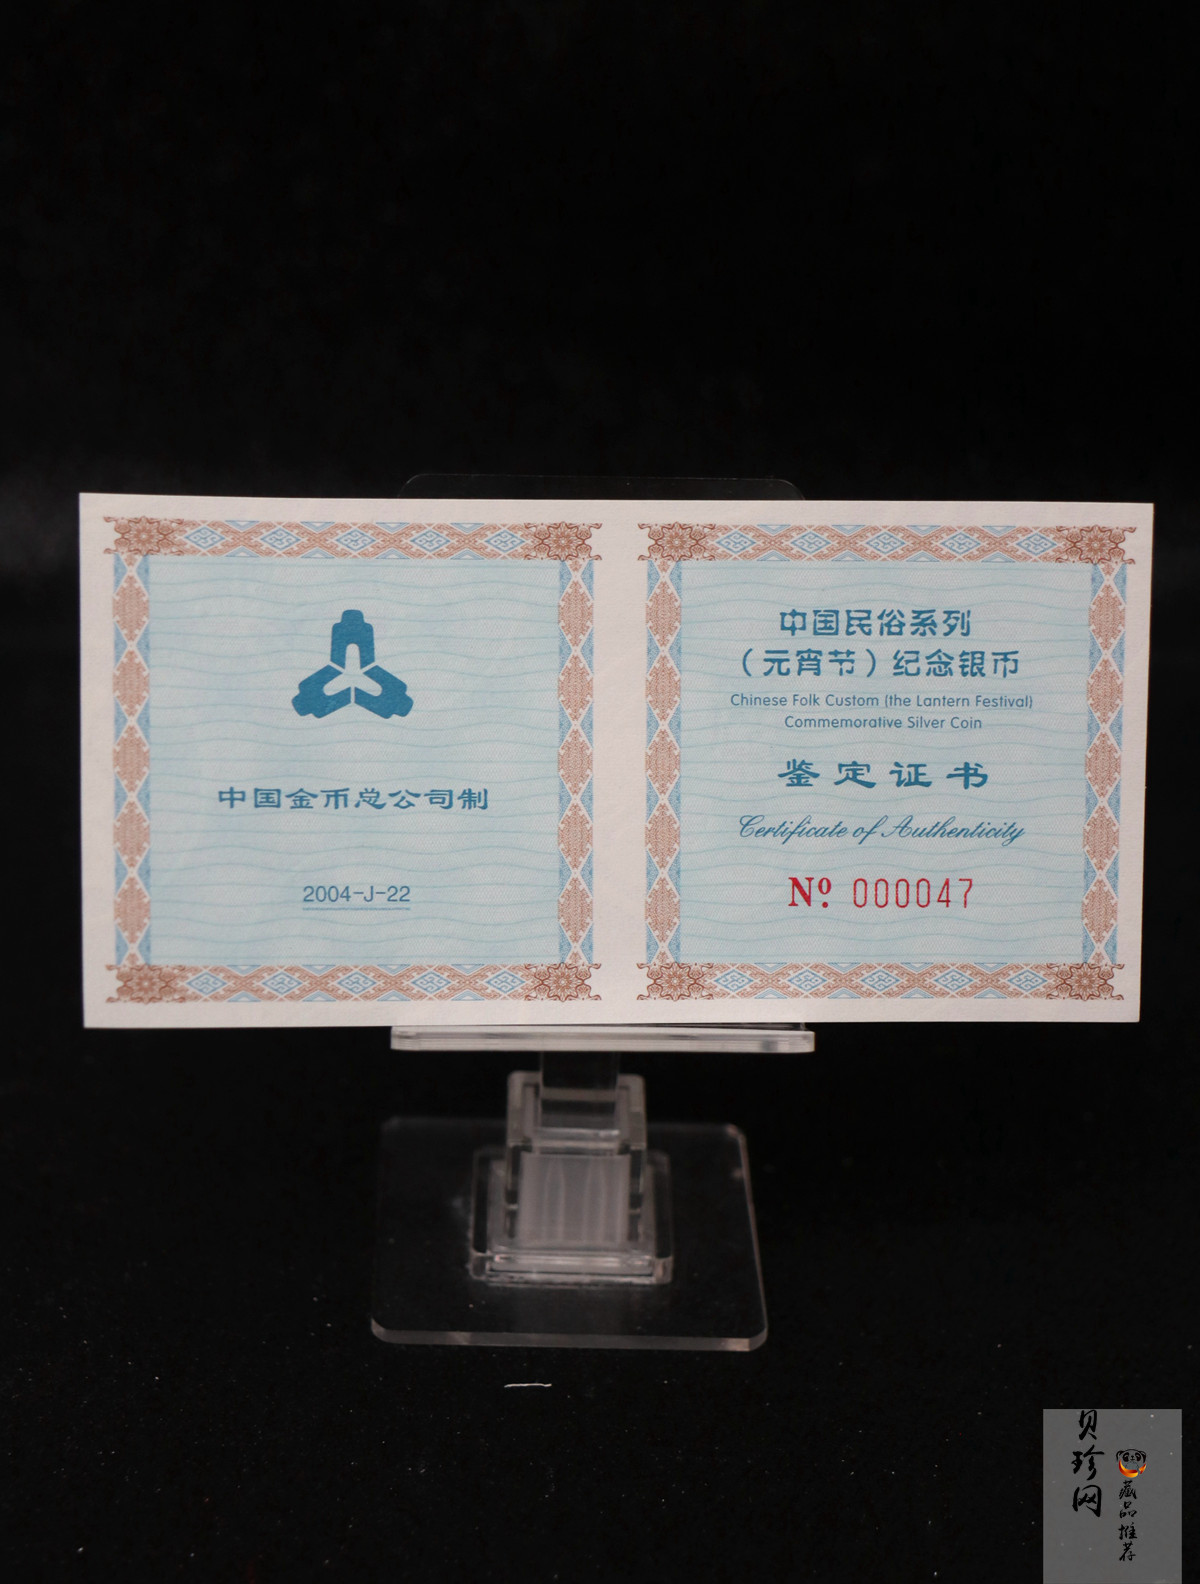 中国金币总公司制
2004-J-22
中国民俗系列
（元宵节）纪念银币
Chinese Folk Custom (the Lantern Festival)
Commemorative Silver Coin
鉴定证书
Certificate of Authenticity
Nº 000047
贝珍网
藏品推荐